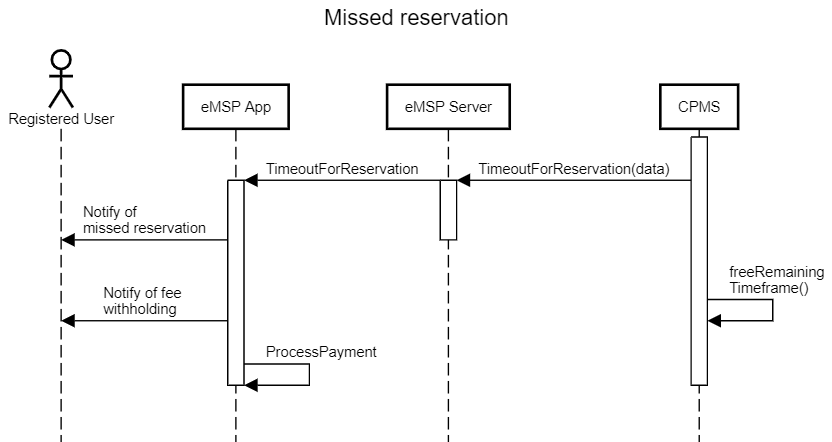 Missed reservation
Registered User
eMSP App
eMSP Server
CPMS
TimeoutForReservation
TimeoutForReservation(data)
Notify of
missed reservation
freeRemaining
Timeframe()
Notify of fee
withholding
ProcessPayment